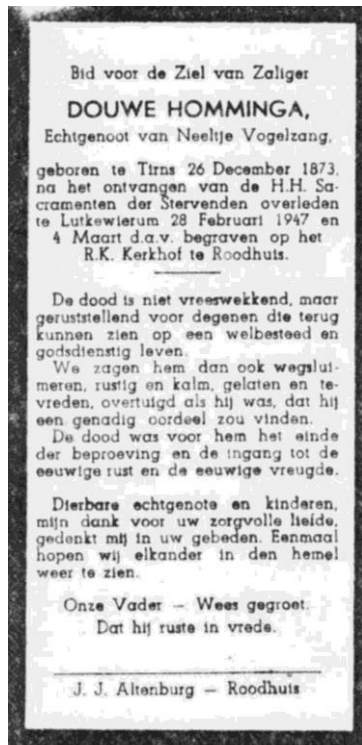 Bid voor de Ziel van Zaliger
DOUWE HOMMINGA,
Echtgenoot van Neeltje Vogelzang,
geboren te Tirns 26 December 1873,
na het ontvangen van de H.H. Sa-
cramenten der Stervenden overleden
te Lutkewierum 28 Februari 1947 en
4 Maart d.a.v. begraven op het
R.K. Kerkhof te Roodhuis.
De dood is niet vreeswekkend, maar
geruststellend voor degenen die terug
kunnen zien op een welbesteed en
godsdienstig leven.
We zagen hem dan ook wegslui-
meren, rustig en kalm, gelaten en te-
vreden, overtuigd als hij was, dat hij
een genadig oordeel zou vinden.
De dood was voor hem het einde
der beproeving en de ingang tot de
eeuwige rust en de eeuwige vreugde.
Dierbare echtgenote en kinderen,
mijn dank voor uw zorgvolle liefde,
gedenkt mij in uw gebeden. Eenmaal
hopen wij elkander in den hemel
weer te zien.
Onze Vader — Wees gegroet.
Dat hij ruste in vrede.
J. J. Altenburg — Roodhuis